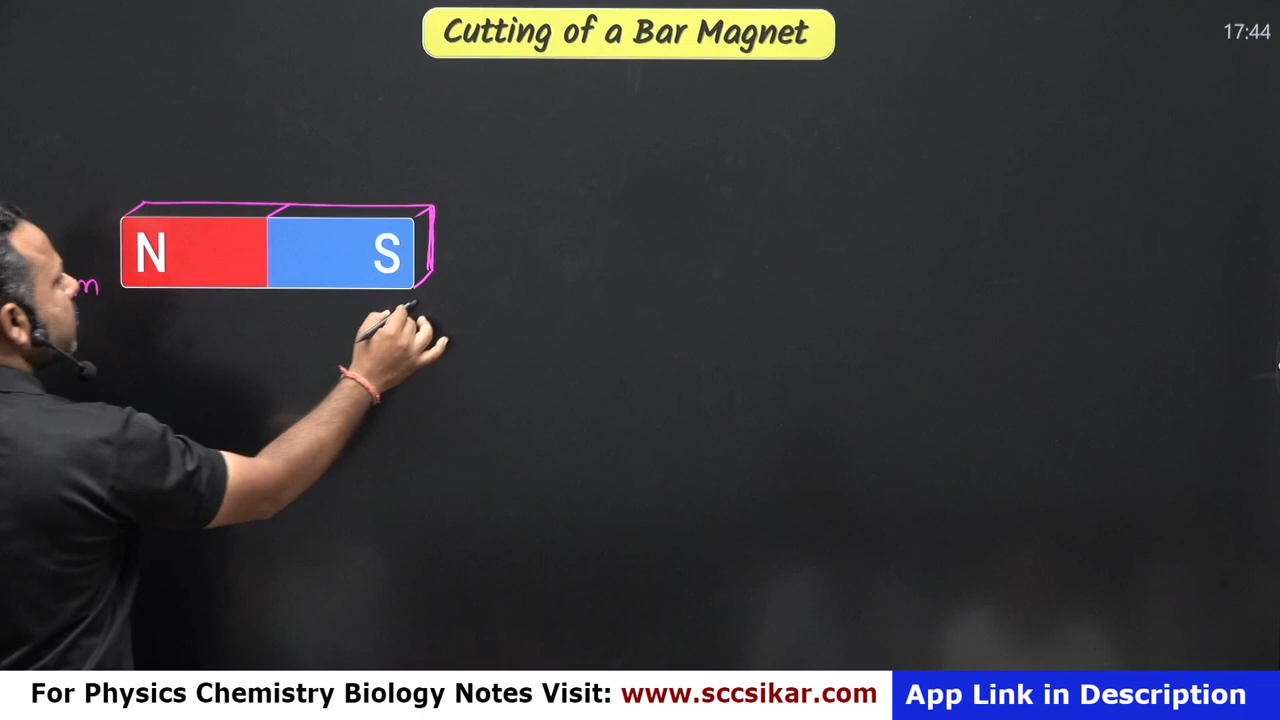 Cutting of a Bar Magnet
17:44
N S
m
For Physics Chemistry Biology Notes Visit: www.sccsikar.com
App Link in Description